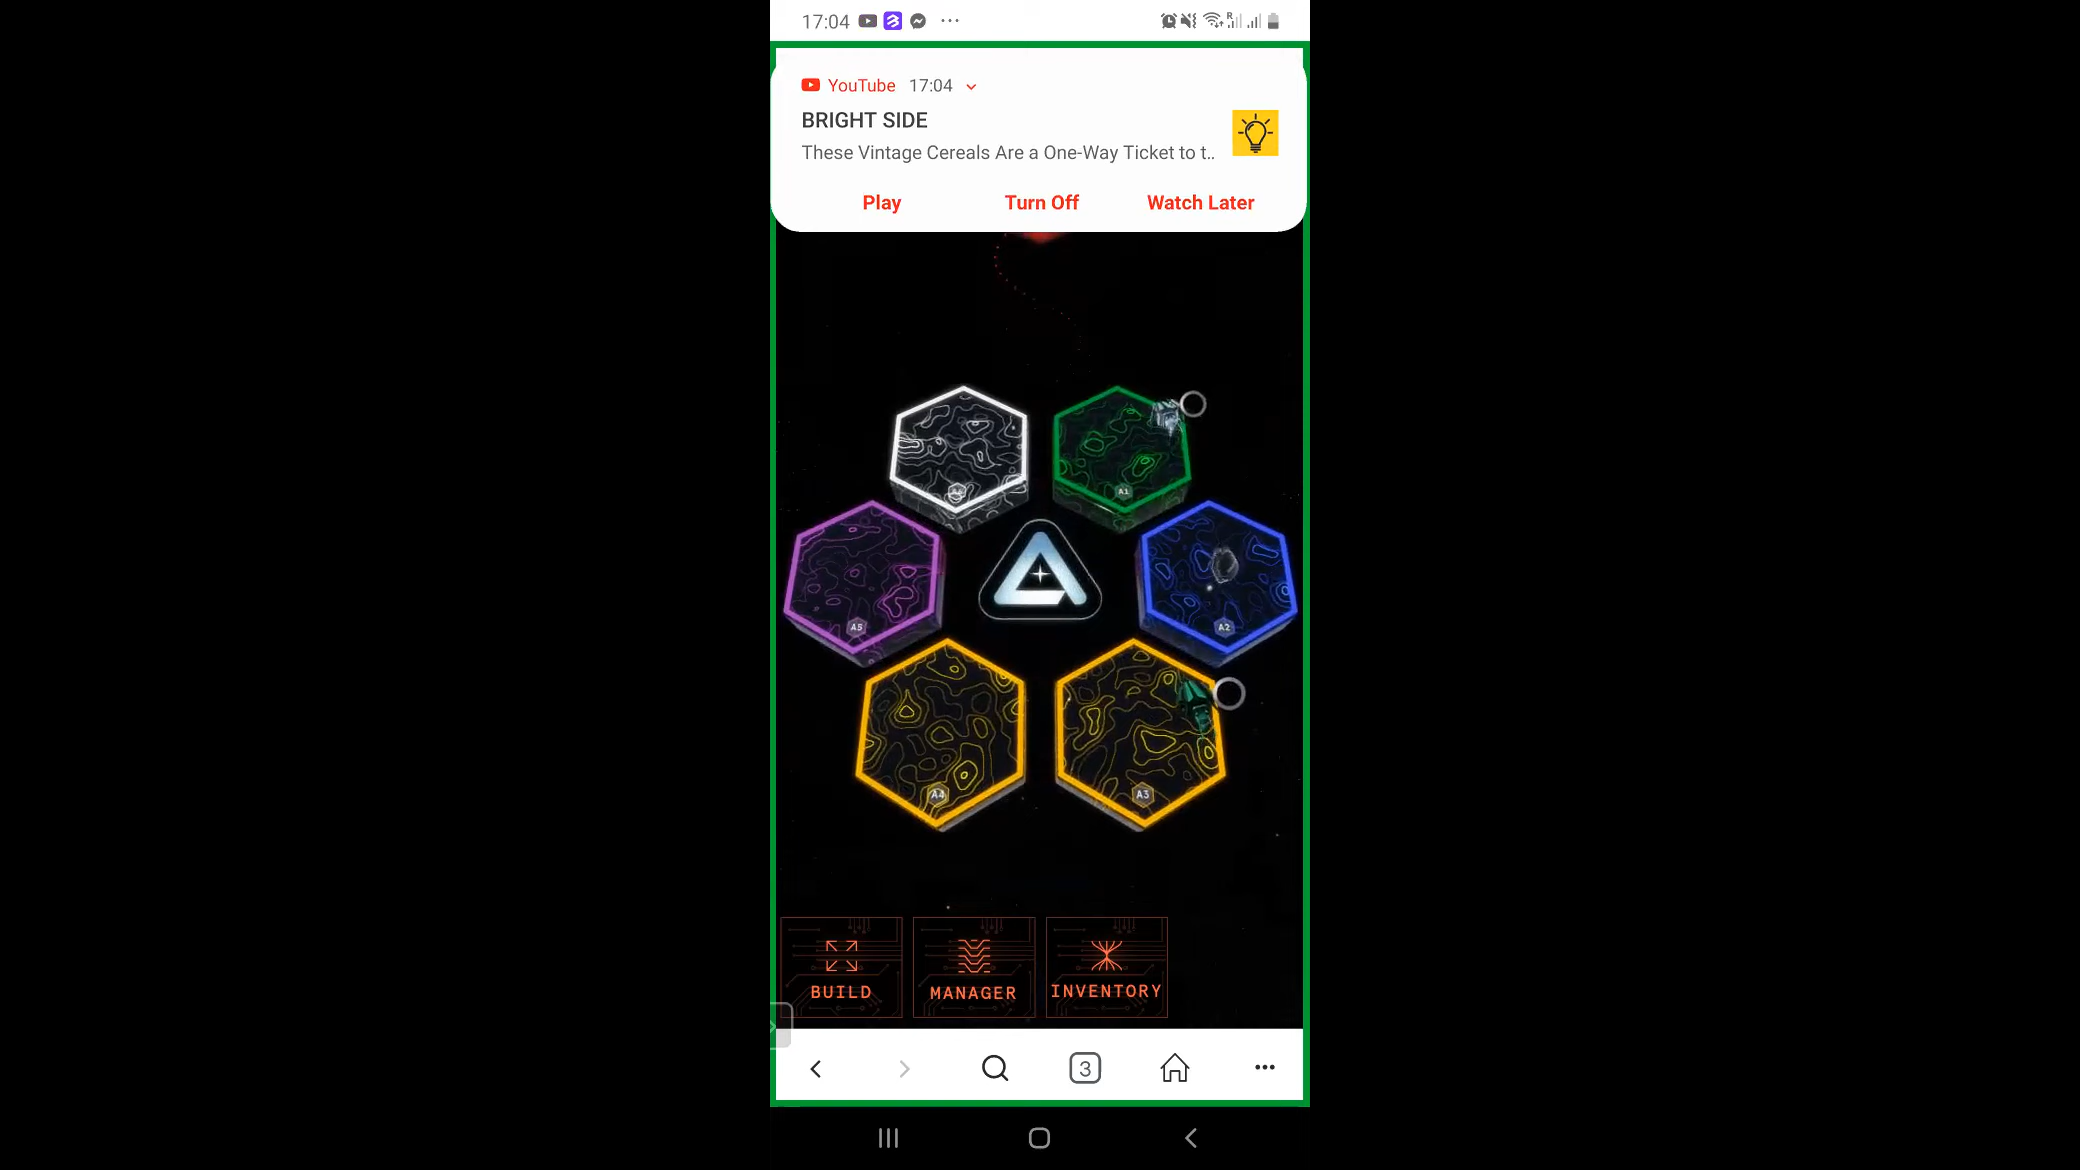 17:04
YouTube 17:04
BRIGHT SIDE
These Vintage Cereals Are a One-Way Ticket to t..
Play Turn Off Watch Later
A1
A5
A2
A4
A3
BUILD MANAGER INVENTORY
3